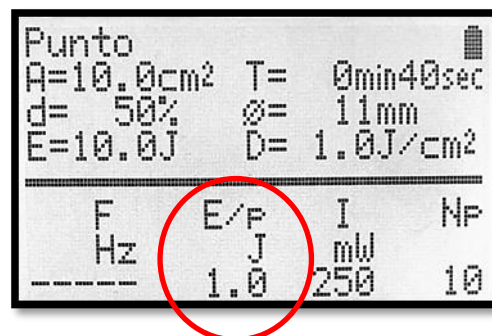 Punto
A=10.0cm² T= 0min40sec
d= 50% ø= 11mm
E=10.0J D= 1.0J/cm²
F E/p I Np
Hz J mW
----- 1.0 250 10